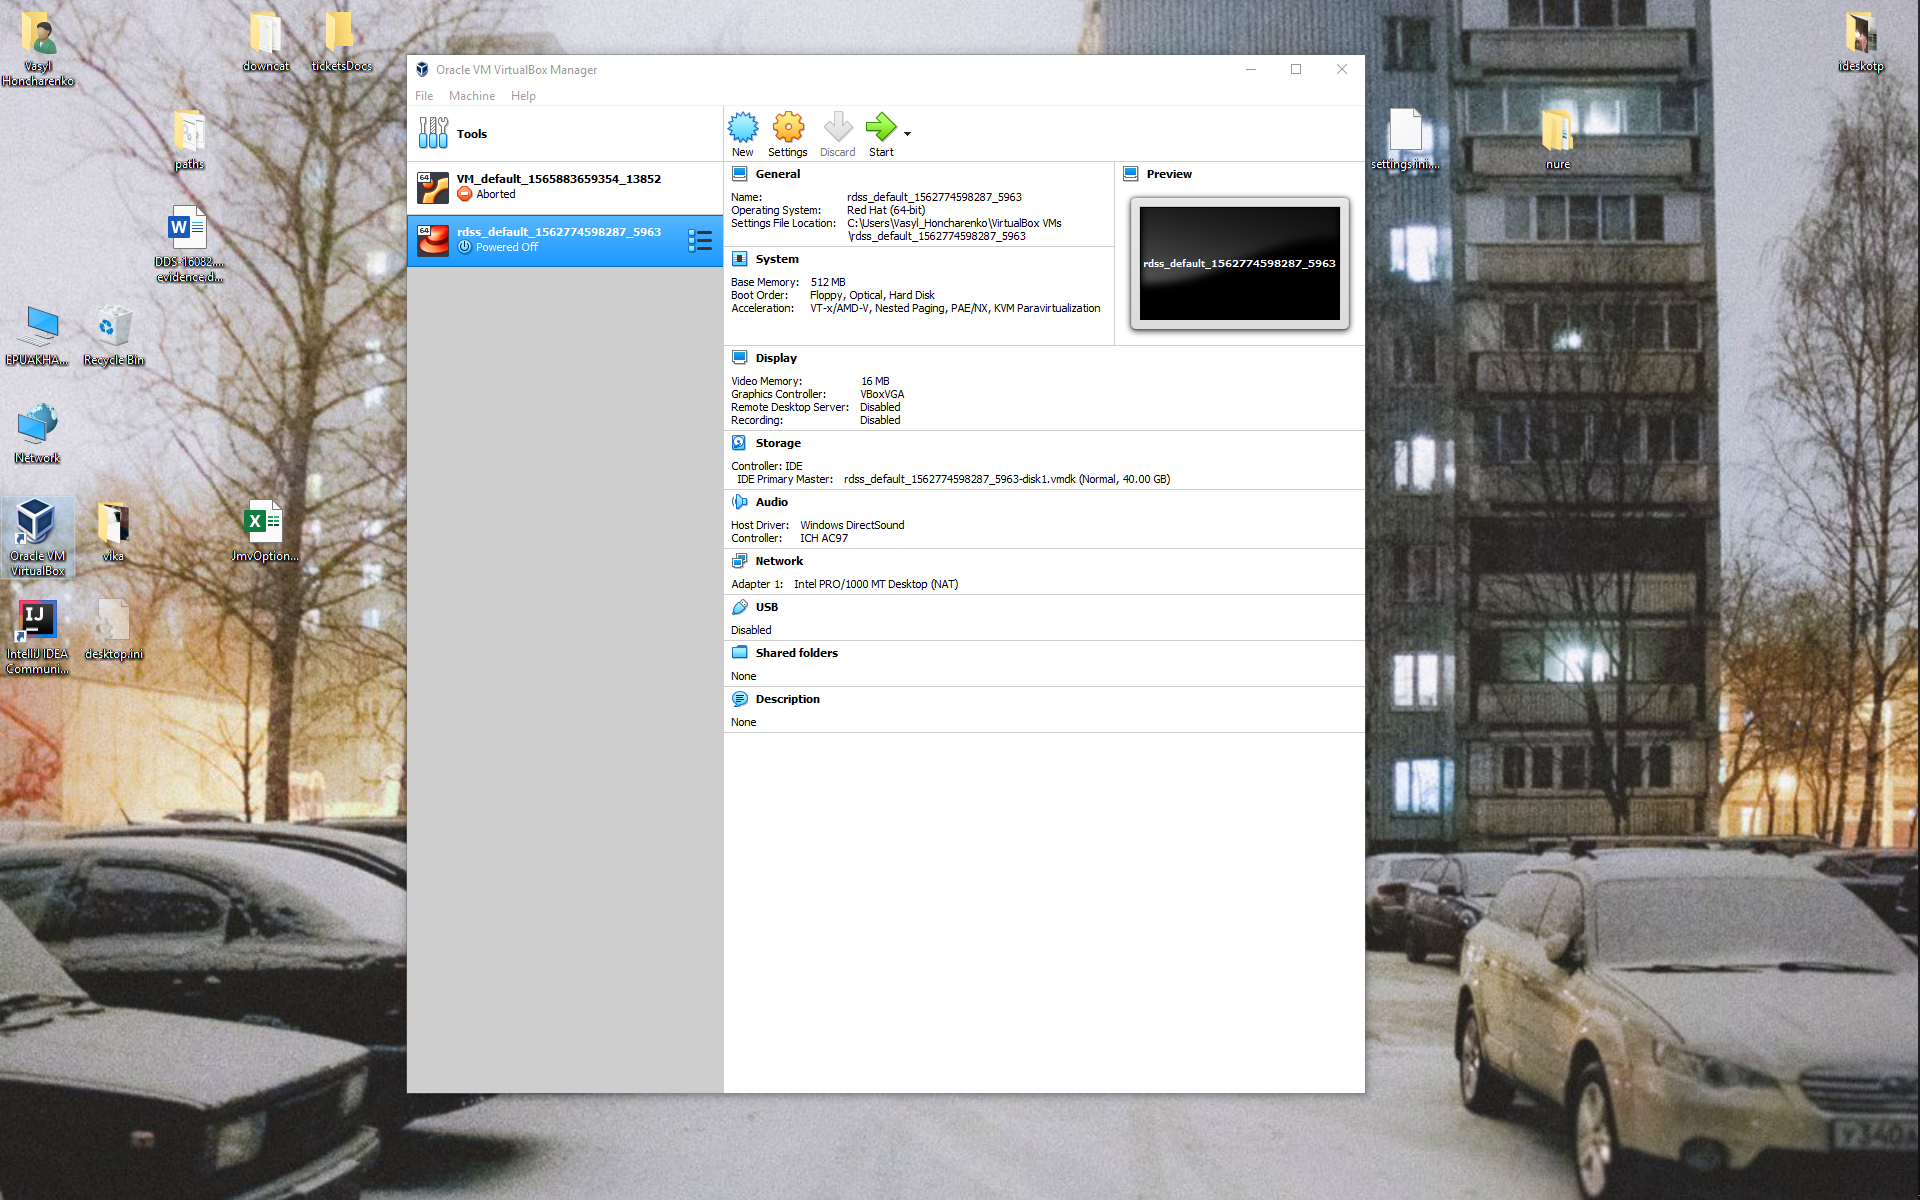 Vasyl
Honcharenko
downcat
ticketsDocs
paths
DDS-16082....
evidence.d...
EPUAKHA...
Recycle Bin
Network
Oracle VM
VirtualBox
vika
JmvOption...
IntelliJ IDEA
Communi...
desktop.ini
Oracle VM VirtualBox Manager
File Machine Help
Tools
64
VM_default_1565883659354_13852
Aborted
64
rdss_default_1562774598287_5963
Powered Off
New
Settings
Discard
Start
General
Name: rdss_default_1562774598287_5963
Operating System: Red Hat (64-bit)
Settings File Location: C:\Users\Vasyl_Honcharenko\VirtualBox VMs
\rdss_default_1562774598287_5963
Preview
rdss_default_1562774598287_5963
System
Base Memory: 512 MB
Boot Order: Floppy, Optical, Hard Disk
Acceleration: VT-x/AMD-V, Nested Paging, PAE/NX, KVM Paravirtualization
Display
Video Memory: 16 MB
Graphics Controller: VBoxVGA
Remote Desktop Server: Disabled
Recording: Disabled
Storage
Controller: IDE
IDE Primary Master: rdss_default_1562774598287_5963-disk1.vmdk (Normal, 40.00 GB)
Audio
Host Driver: Windows DirectSound
Controller: ICH AC97
Network
Adapter 1: Intel PRO/1000 MT Desktop (NAT)
USB
Disabled
Shared folders
None
Description
None
settings.ini....
nure
ideskotp